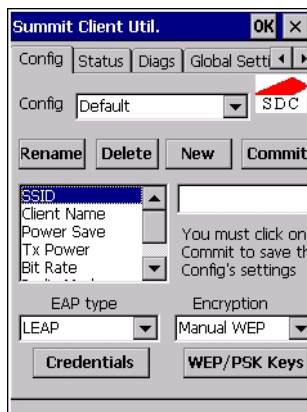 Summit Client Util. OK ×
Config Status Diags Global Setti
Config Default SDC
Rename Delete New Commit
SSID
Client Name
Power Save
Tx Power
Bit Rate
You must click on
Commit to save th
Config's settings
EAP type Encryption
LEAP Manual WEP
Credentials WEP/PSK Keys